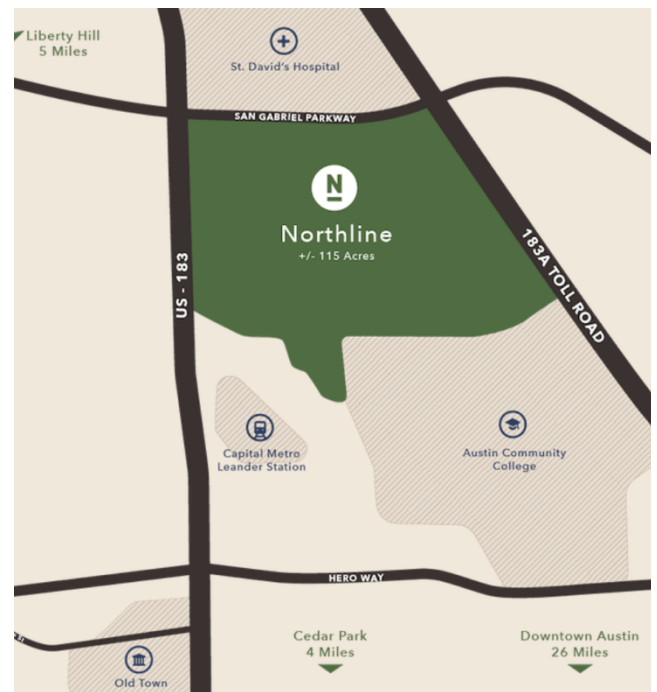 Liberty Hill
5 Miles
St. David's Hospital
SAN GABRIEL PARKWAY
N
Northline
+/- 115 Acres
183A TOLL ROAD
US - 183
Capital Metro
Leander Station
Austin Community
College
HERO WAY
Cedar Park
4 Miles
Downtown Austin
26 Miles
Old Town